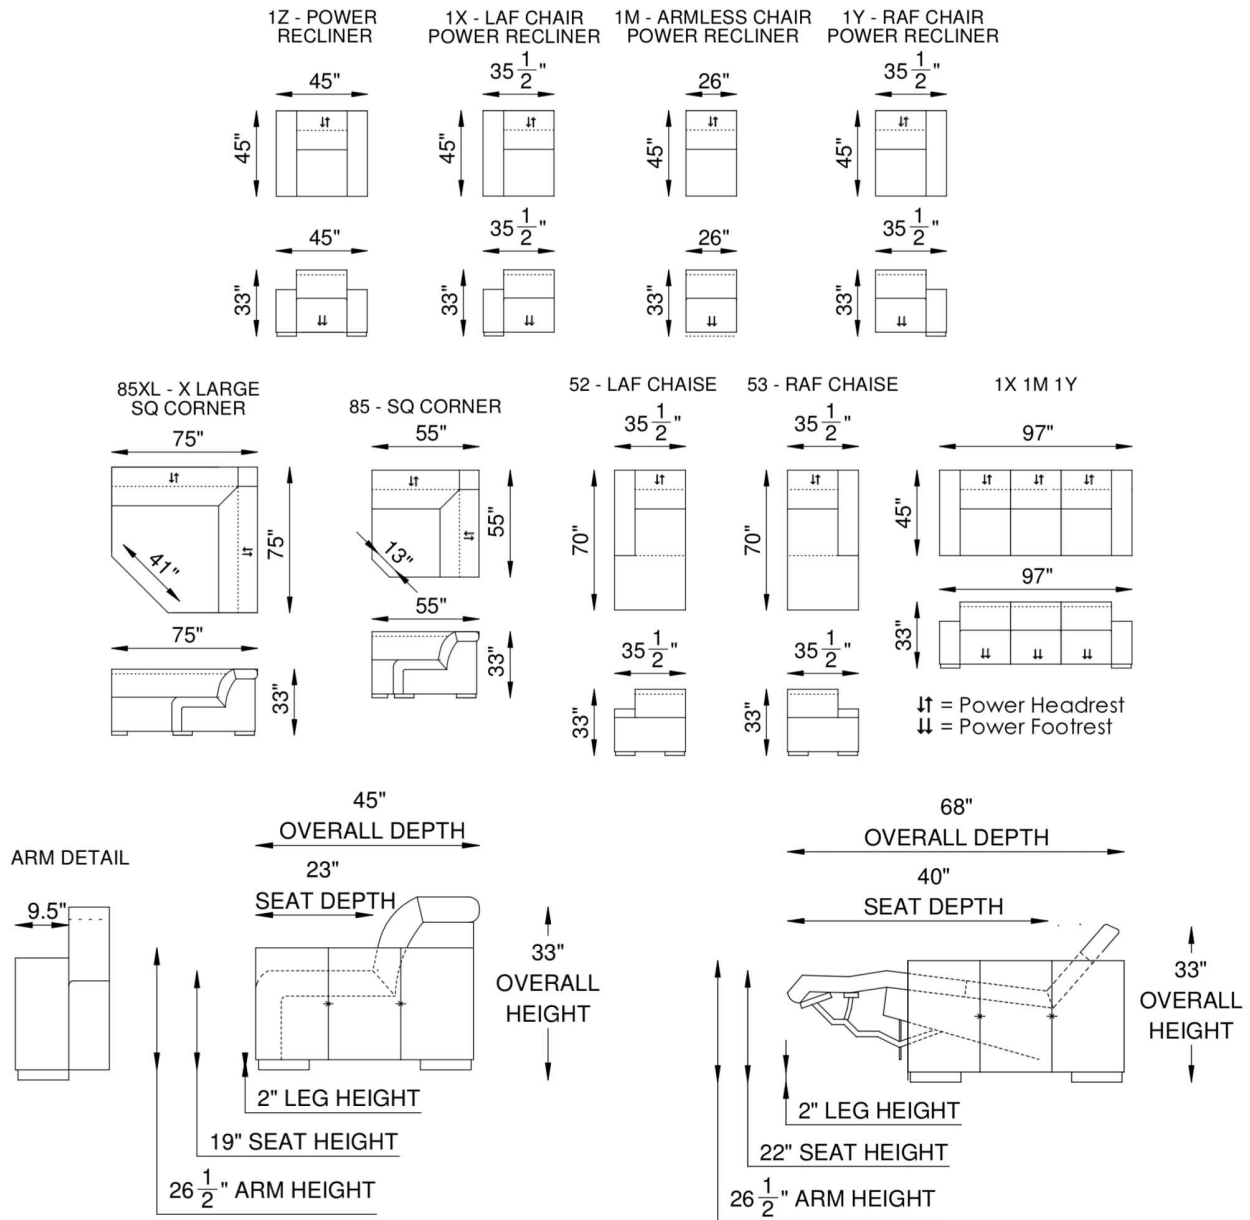 1Z - POWER
RECLINER
1X - LAF CHAIR
POWER RECLINER
1M - ARMLESS CHAIR
POWER RECLINER
1Y - RAF CHAIR
POWER RECLINER
45"
35 1/2"
26"
35 1/2"
45"
45"
45"
45"
45"
35 1/2"
26"
35 1/2"
33"
33"
33"
33"
85XL - X LARGE
SQ CORNER
85 - SQ CORNER
52 - LAF CHAISE
53 - RAF CHAISE
1X 1M 1Y
75"
55"
35 1/2"
35 1/2"
97"
75"
41"
55"
13"
70"
70"
45"
75"
55"
35 1/2"
35 1/2"
97"
33"
33"
33"
33"
33"
↓↑ = Power Headrest
↓↓ = Power Footrest
ARM DETAIL
9.5"
45"
OVERALL DEPTH
23"
SEAT DEPTH
33"
OVERALL
HEIGHT
2" LEG HEIGHT
19" SEAT HEIGHT
26 1/2" ARM HEIGHT
68"
OVERALL DEPTH
40"
SEAT DEPTH
33"
OVERALL
HEIGHT
2" LEG HEIGHT
22" SEAT HEIGHT
26 1/2" ARM HEIGHT